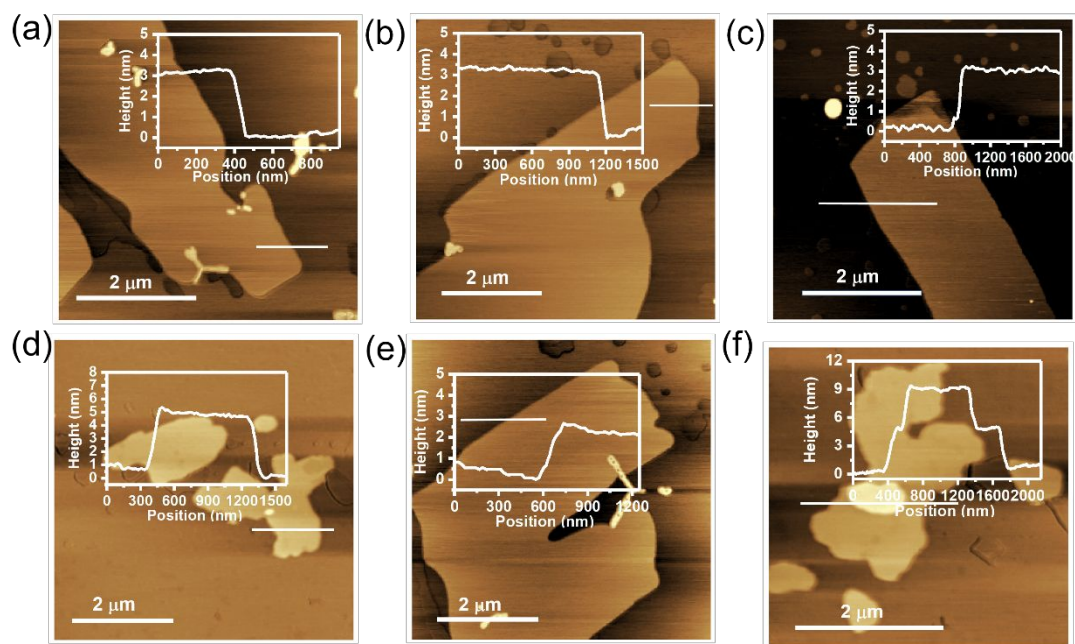 (a)
Height (nm)
5
4
3
2
1
0
0 200 400 600 800
Position (nm)
2 μm
(b)
Height (nm)
5
4
3
2
1
0
0 300 600 900 1200 1500
Position (nm)
2 μm
(c)
Height (nm)
5
4
3
2
1
0
0 400 800 1200 1600 2000
Position (nm)
2 μm
(d)
Height (nm)
8
7
6
5
4
3
2
1
0
0 300 600 900 1200 1500
Position (nm)
2 μm
(e)
Height (nm)
5
4
3
2
1
0
0 300 600 900 1200
Position (nm)
2 μm
(f)
Height (nm)
12
9
6
3
0
0 400 800 1200 1600 2000
Position (nm)
2 μm